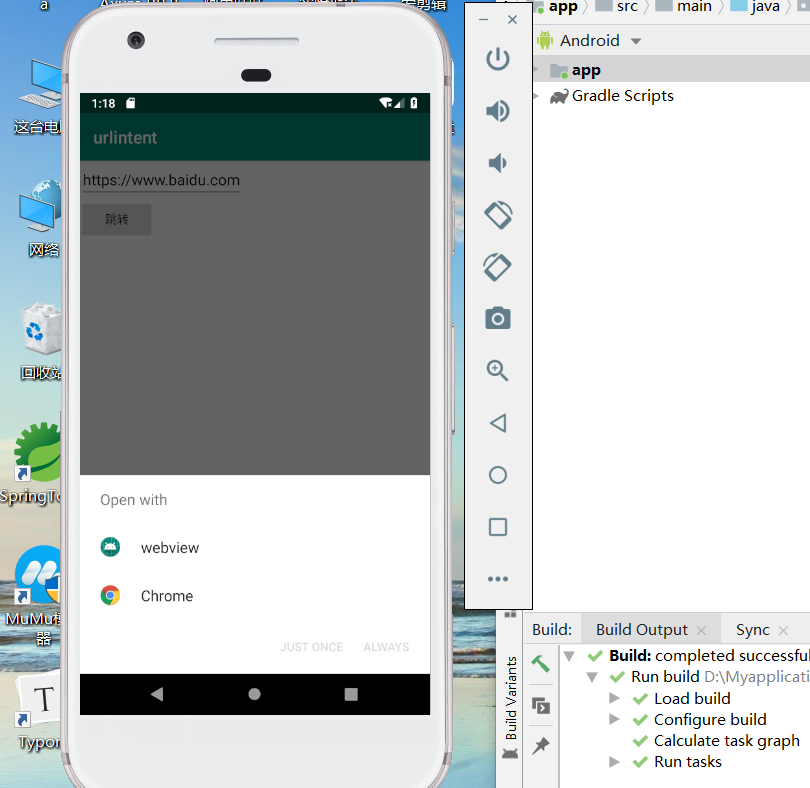 a
这台电
网络
回收站
SpringTo
MuMu模
器
Typor
T
1:18
urlintent
https://www.baidu.com
跳转
Open with
webview
Chrome
JUST ONCE
ALWAYS
app
src
main
java
Android
app
Gradle Scripts
Build:
Build Output
Sync
Build Variants
Build: completed successful
Run build D:\Myapplicati
Load build
Configure build
Calculate task graph
Run tasks